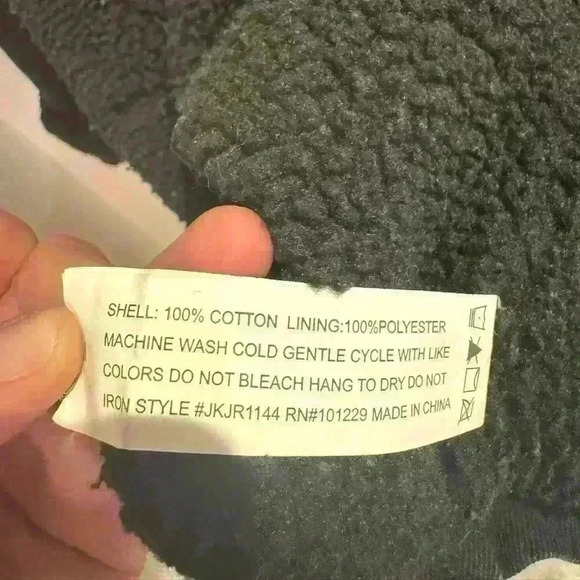 SHELL: 100% COTTON LINING:100%POLYESTER
MACHINE WASH COLD GENTLE CYCLE WITH LIKE
COLORS DO NOT BLEACH HANG TO DRY DO NOT
IRON STYLE #JKJR1144 RN#101229 MADE IN CHINA